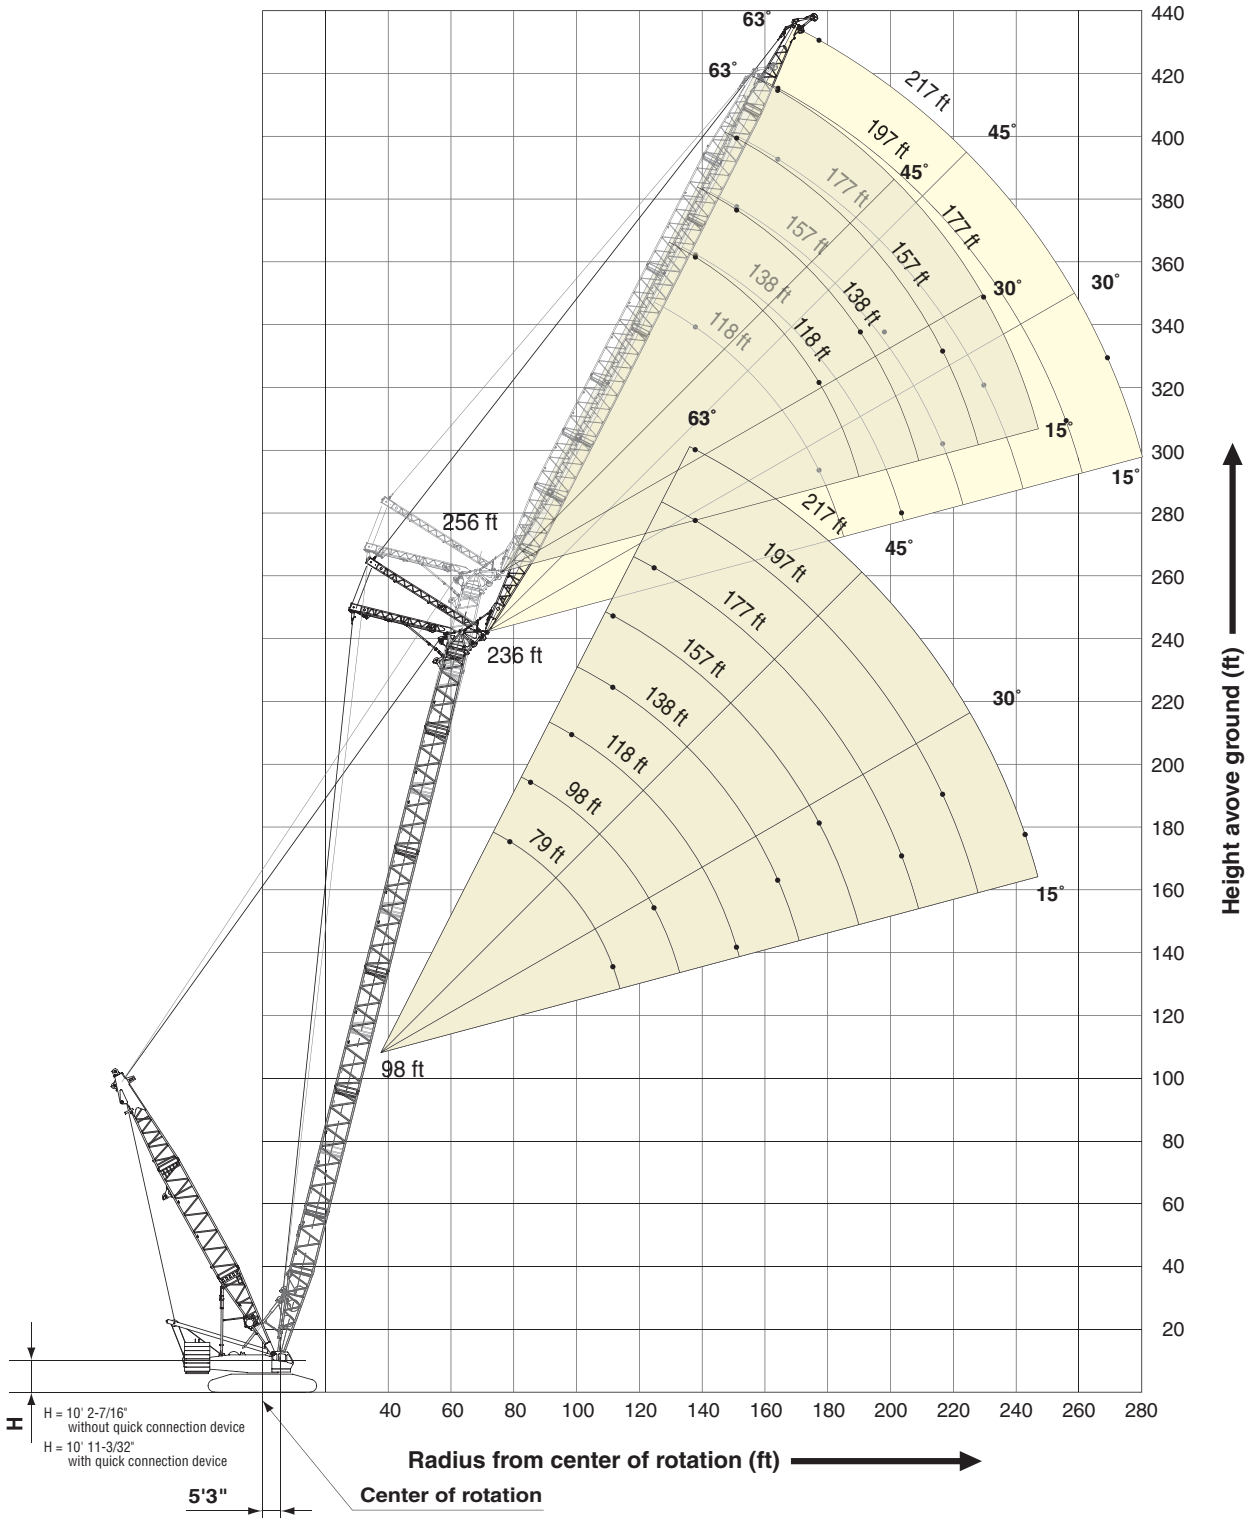 63° 440
63° 420
217 ft
197 ft 45° 400
45°
177 ft 380
177 ft
157 ft 157 ft 360
138 ft 138 ft 30° 30° 340
118 ft 118 ft 320
63° 15° 300
15°
256 ft 217 ft 280
45°
197 ft 260
177 ft 240
236 ft 157 ft
138 ft 30° 220
118 ft 200
98 ft 180
79 ft 160
15°
140
120
98 ft
100
80
60
40
20
Height avove ground (ft)
H
H = 10' 2-7/16"
without quick connection device
H = 10' 11-3/32"
with quick connection device
40 60 80 100 120 140 160 180 200 220 240 260 280
Radius from center of rotation (ft)
5'3" Center of rotation